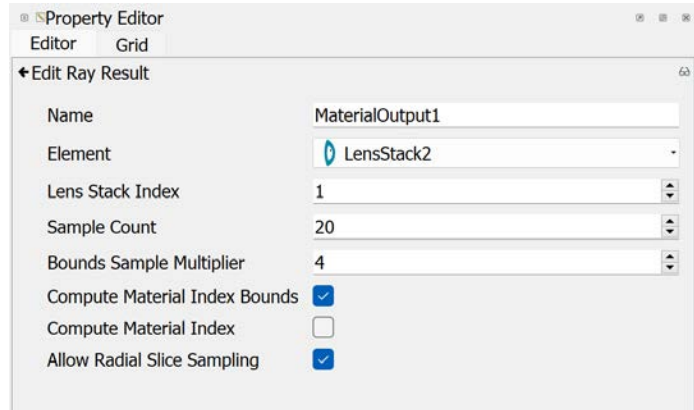 Property Editor
Editor Grid
Edit Ray Result
Name MaterialOutput1
Element LensStack2
Lens Stack Index 1
Sample Count 20
Bounds Sample Multiplier 4
Compute Material Index Bounds
Compute Material Index
Allow Radial Slice Sampling